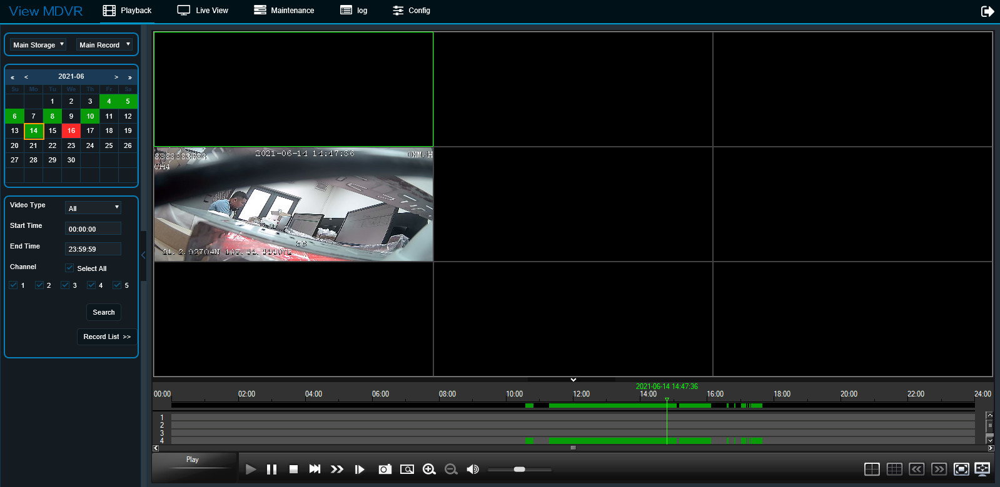 View MDVR Playback Live View Maintenance log Config
Main Storage Main Record
« < 2021-06 > »
Su Mo Tu We Th Fr Sa
1 2 3 4 5
6 7 8 9 10 11 12
13 14 15 16 17 18 19
20 21 22 23 24 25 26
27 28 29 30
Video Type All
Start Time 00:00:00
End Time 23:59:59
Channel Select All
1 2 3 4 5
Search
Record List >>
2021-06-14 14:47:36 0KM/H
CH4
2021-06-14 14:47:36
00:00 02:00 04:00 06:00 08:00 10:00 12:00 14:00 16:00 18:00 20:00 22:00 24:00
1
2
3
4
Play